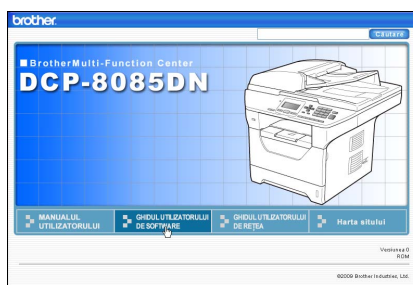 brother
Căutare
BrotherMulti-Function Center
DCP-8085DN
MANUALUL
UTILIZATORULUI
GHIDUL UTILIZATORULUI
DE SOFTWARE
GHIDUL UTILIZATORULUI
DE REŢEA
Harta sitului
Versiunea 0
ROM
©2009 Brother Industries, Ltd.